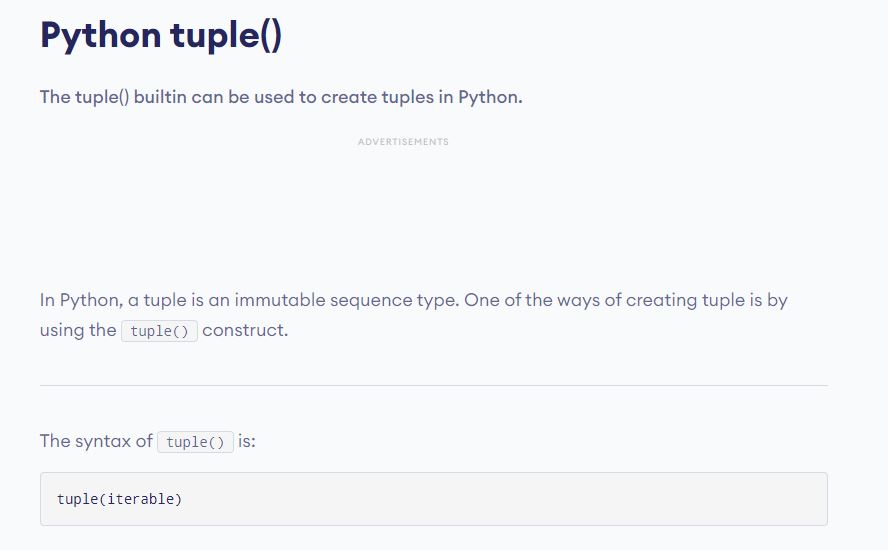 Python tuple()
The tuple() builtin can be used to create tuples in Python.
ADVERTISEMENTS
In Python, a tuple is an immutable sequence type. One of the ways of creating tuple is by
using the tuple() construct.
The syntax of tuple() is:
tuple(iterable)